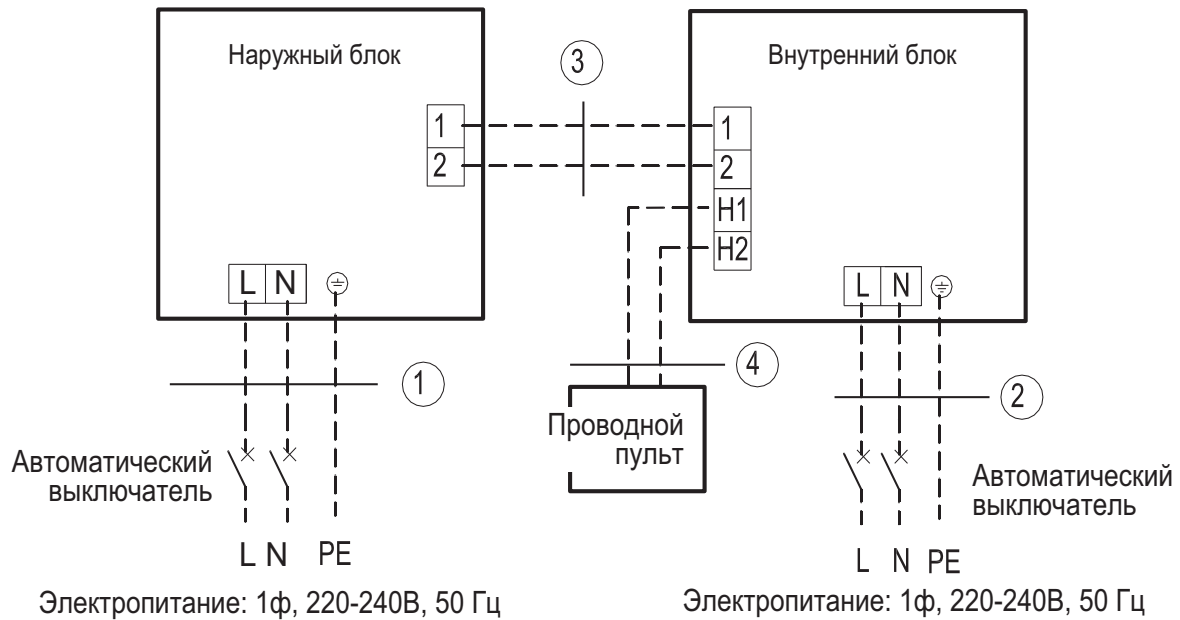 Наружный блок
3
Внутренний блок
1
2
1
2
H1
H2
L N
L N
1
4
2
Проводной
пульт
Автоматический
выключатель
Автоматический
выключатель
L N PE
L N PE
Электропитание: 1ф, 220-240В, 50 Гц
Электропитание: 1ф, 220-240В, 50 Гц